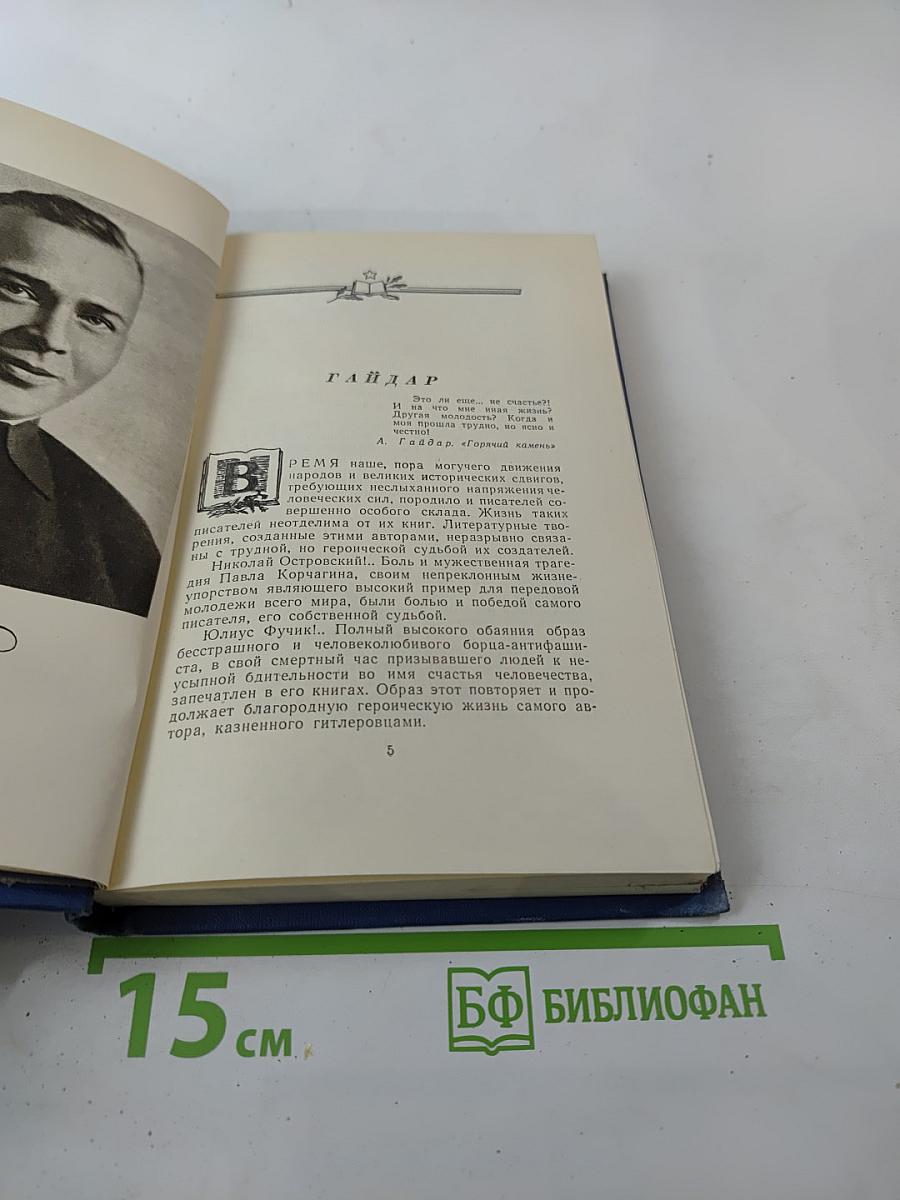 ГАЙДАР
Это ли еще... не счастье?!
И на что мне иная жизнь?
Другая молодость? Когда и
моя прошла трудно, но ясно и
честно!
А. Гайдар. «Горячий камень»
ВРЕМЯ наше, пора могучего движения
народов и великих исторических сдвигов,
требующих неслыханного напряжения че-
ловеческих сил, породило и писателей со-
вершенно особого склада. Жизнь таких
писателей неотделима от их книг. Литературные тво-
рения, созданные этими авторами, неразрывно связа-
ны с трудной, но героической судьбой их создателей.
Николай Островский!.. Боль и мужественная траге-
дия Павла Корчагина, своим непреклонным жизне-
упорством являющего высокий пример для передовой
молодежи всего мира, были болью и победой самого
писателя, его собственной судьбой.
Юлиус Фучик!.. Полный высокого обаяния образ
бесстрашного и человеколюбивого борца-антифаши-
ста, в свой смертный час призывавшего людей к не-
усыпной бдительности во имя счастья человечества,
запечатлен в его книгах. Образ этот повторяет и про-
должает благородную героическую жизнь самого ав-
тора, казненного гитлеровцами.
5
15 см
БФ БИБЛИОФАН